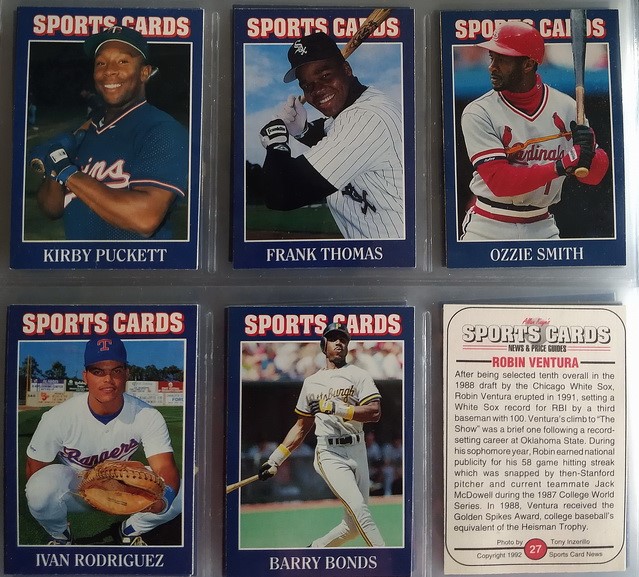 SPORTS CARDS
Twins
KIRBY PUCKETT
SPORTS CARDS
Sox
FRANK THOMAS
SPORTS CARDS
Cardinals
1
OZZIE SMITH
SPORTS CARDS
T
Rangers
IVAN RODRIGUEZ
SPORTS CARDS
P
Pittsburgh
BARRY BONDS
SPORTS CARDS
NEWS & PRICE GUIDES
ROBIN VENTURA
After being selected tenth overall in the
1988 draft by the Chicago White Sox,
Robin Ventura erupted in 1991, setting a
White Sox record for RBI by a third
baseman with 100. Ventura's climb to "The
Show" was a brief one following a record-
setting career at Oklahoma State. During
his sophomore year, Robin earned national
publicity for his 58 game hitting streak
which was snapped by then-Stanford
pitcher and current teammate Jack
McDowell during the 1987 College World
Series. In 1988, Ventura received the
Golden Spikes Award, college baseball's
equivalent of the Heisman Trophy.
Photo by Tony Inzerillo
27
Copyright 1992 Sports Card News